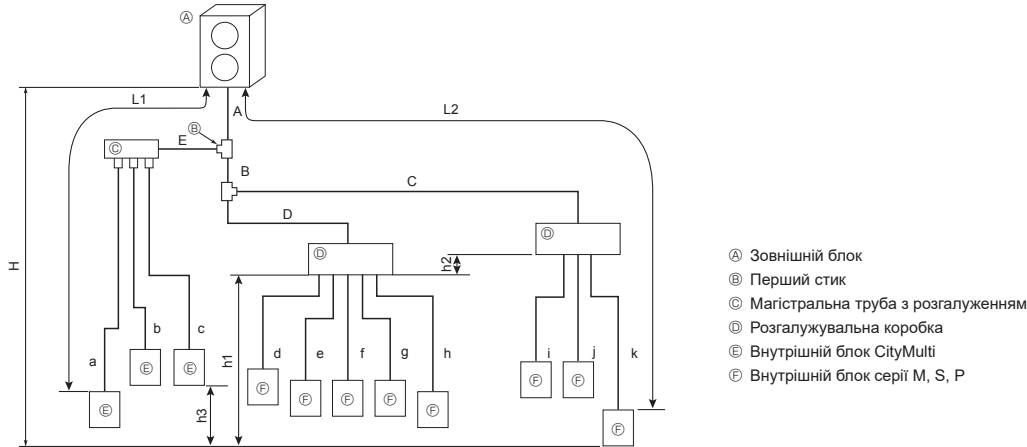 Ⓐ
L1
A
L2
Ⓑ
E
Ⓒ
B
C
D
Ⓓ
Ⓓ
H
h2
h1
h3
a
b
c
d
e
f
g
h
i
j
k
Ⓔ
Ⓔ
Ⓔ
Ⓕ
Ⓕ
Ⓕ
Ⓕ
Ⓕ
Ⓕ
Ⓕ
Ⓕ
Ⓐ Зовнішній блок
Ⓑ Перший стик
Ⓒ Магістральна труба з розгалуженням
Ⓓ Розгалужувальна коробка
Ⓔ Внутрішній блок CityMulti
Ⓕ Внутрішній блок серії M, S, P